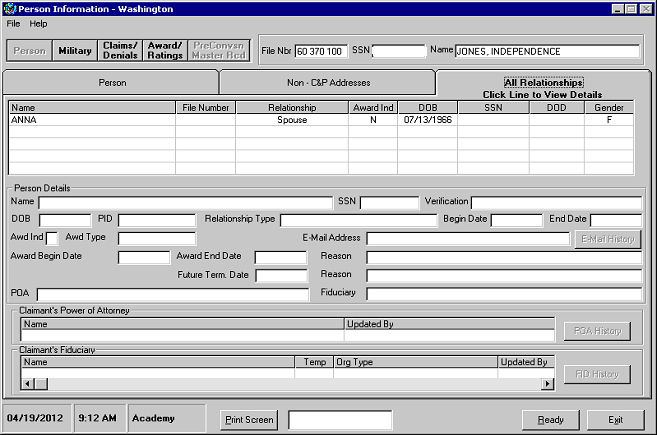 Person Information - Washington
File Help
Person Military Claims/ Denials Award/ Ratings PreConvsn Master Rcd
File Nbr 60 370 100 SSN Name JONES, INDEPENDENCE
Person Non - C&P Addresses All Relationships
Click Line to View Details
Name File Number Relationship Award Ind DOB SSN DOD Gender
ANNA Spouse N 07/13/1966 F
Person Details
Name SSN Verification
DOB PID Relationship Type Begin Date End Date
Awd Ind Awd Type E-Mail Address E-Mail History
Award Begin Date Award End Date Reason
Future Term. Date Reason
POA Fiduciary
Claimant's Power of Attorney
Name Updated By
POA History
Claimant's Fiduciary
Name Temp Org Type Updated By
FID History
04/19/2012 9:12 AM Academy Print Screen Ready Exit